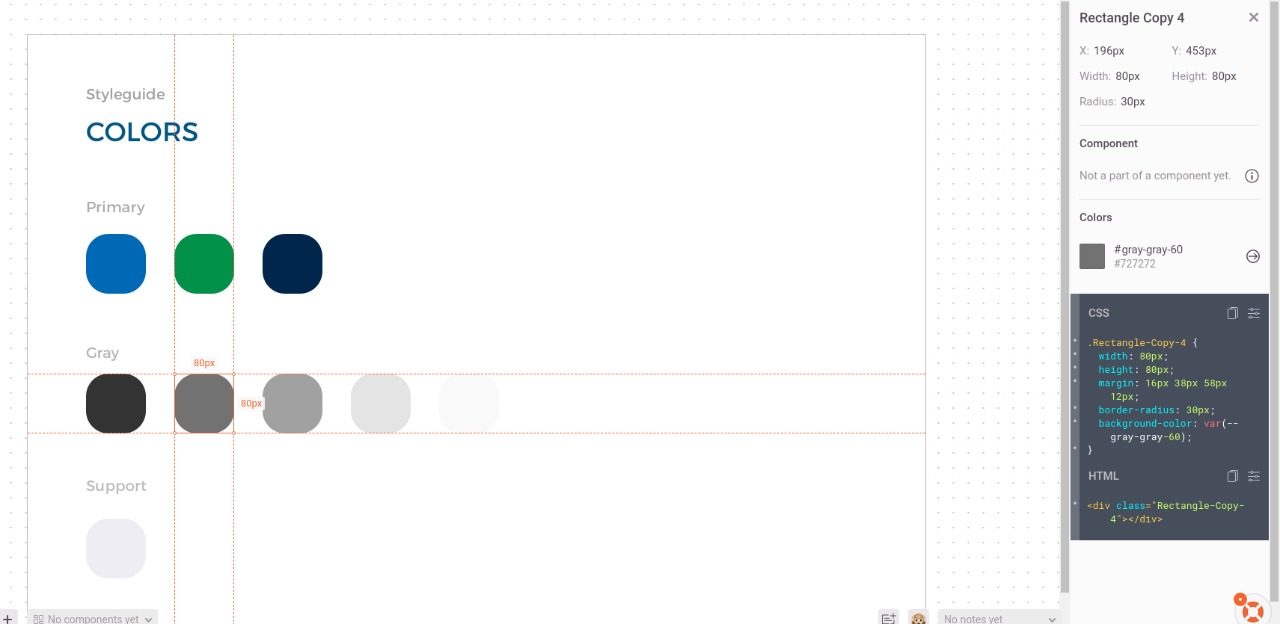 Styleguide
COLORS
Primary
Gray
80px
80px
Support
No components yet
No notes yet
Rectangle Copy 4
X: 196px Y: 453px
Width: 80px Height: 80px
Radius: 30px
Component
Not a part of a component yet.
Colors
#gray-gray-60
#727272
CSS
.Rectangle-Copy-4 {
width: 80px;
height: 80px;
margin: 16px 38px 58px
12px;
border-radius: 30px;
background-color: var(--
gray-gray-60);
}
HTML
<div class="Rectangle-Copy-
4"></div>